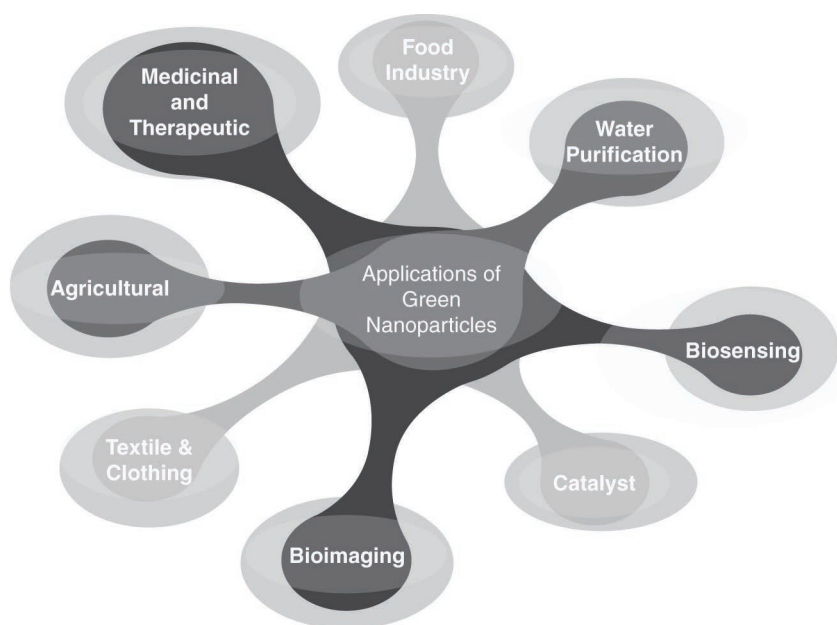 Food
Industry
Medicinal
and
Therapeutic
Water
Purification
Applications of
Green
Nanoparticles
Agricultural
Biosensing
Textile &
Clothing
Catalyst
Bioimaging